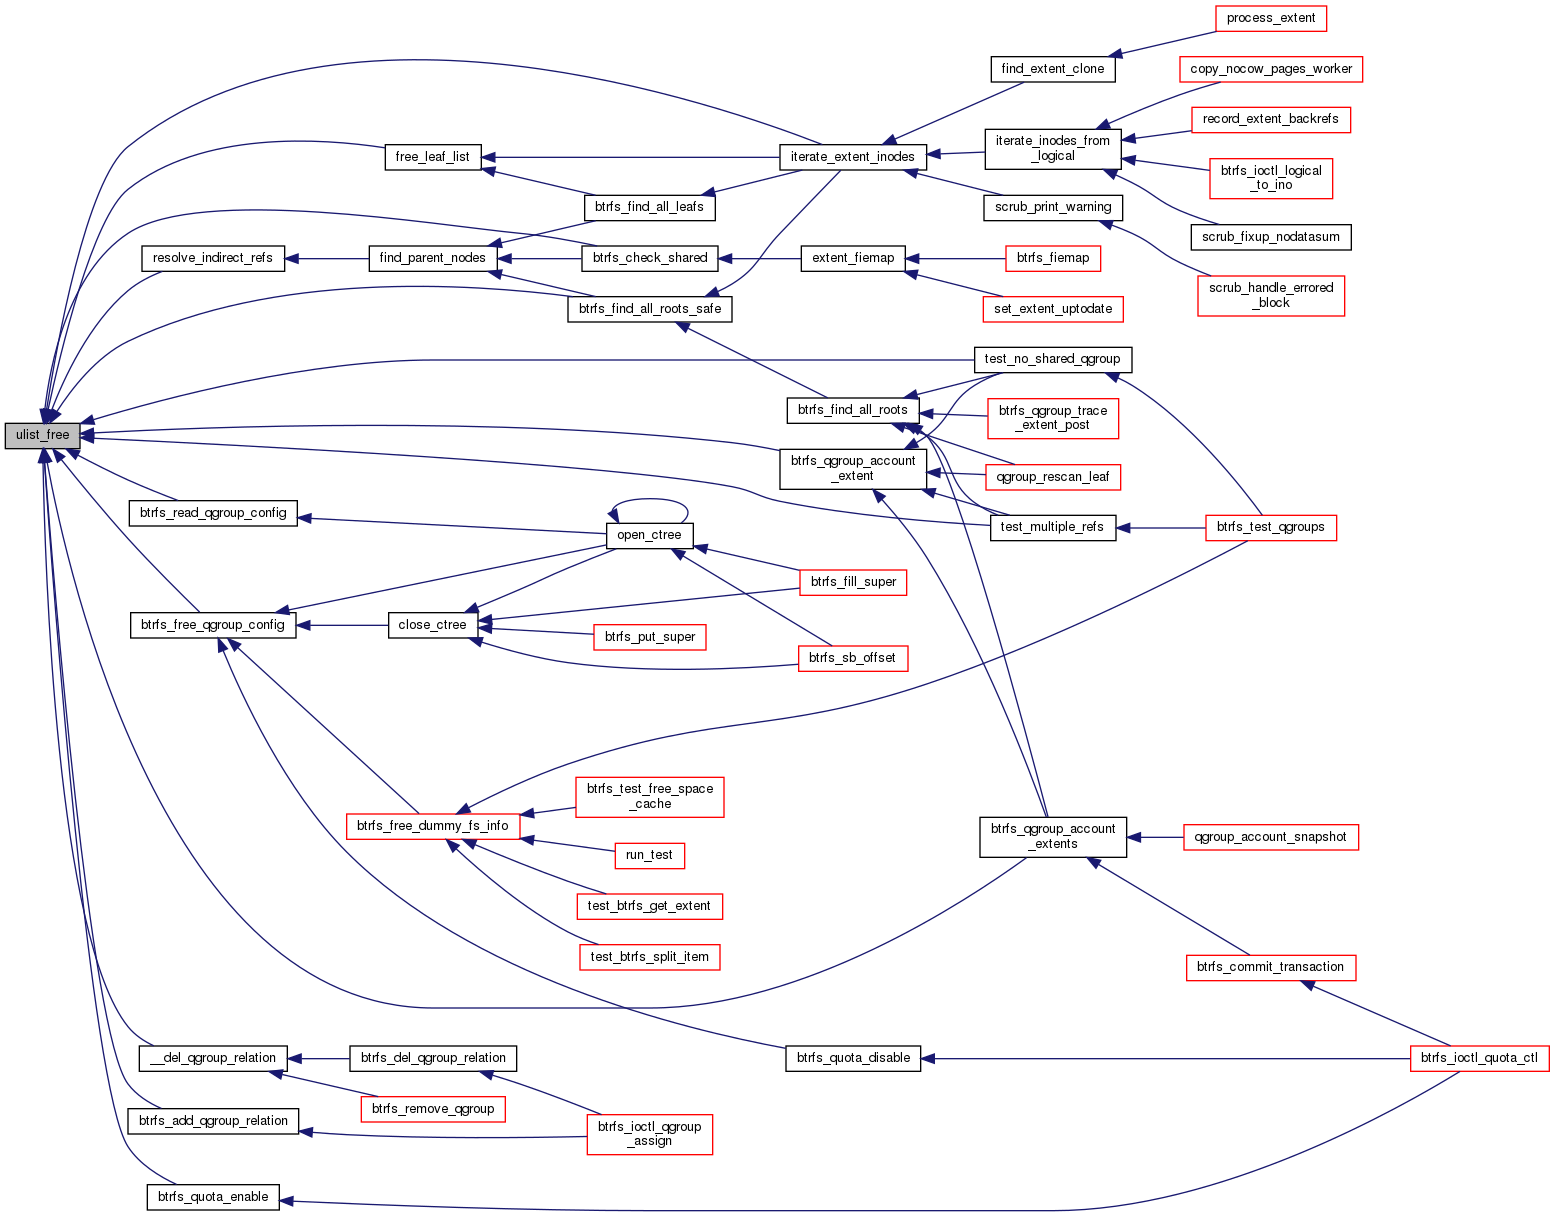 process_extent
find_extent_clone
copy_nocow_pages_worker
record_extent_backrefs
iterate_inodes_from
_logical
free_leaf_list
iterate_extent_inodes
btrfs_ioctl_logical
_to_ino
btrfs_find_all_leafs
scrub_print_warning
scrub_fixup_nodatasum
resolve_indirect_refs
find_parent_nodes
btrfs_check_shared
extent_fiemap
btrfs_fiemap
scrub_handle_errored
_block
btrfs_find_all_roots_safe
set_extent_uptodate
test_no_shared_qgroup
btrfs_find_all_roots
btrfs_qgroup_trace
_extent_post
ulist_free
btrfs_qgroup_account
_extent
qgroup_rescan_leaf
btrfs_read_qgroup_config
open_ctree
test_multiple_refs
btrfs_test_qgroups
btrfs_fill_super
btrfs_free_qgroup_config
close_ctree
btrfs_put_super
btrfs_sb_offset
btrfs_test_free_space
_cache
btrfs_free_dummy_fs_info
btrfs_qgroup_account
_extents
qgroup_account_snapshot
run_test
test_btrfs_get_extent
test_btrfs_split_item
btrfs_commit_transaction
__del_qgroup_relation
btrfs_del_qgroup_relation
btrfs_quota_disable
btrfs_ioctl_quota_ctl
btrfs_remove_qgroup
btrfs_add_qgroup_relation
btrfs_ioctl_qgroup
_assign
btrfs_quota_enable